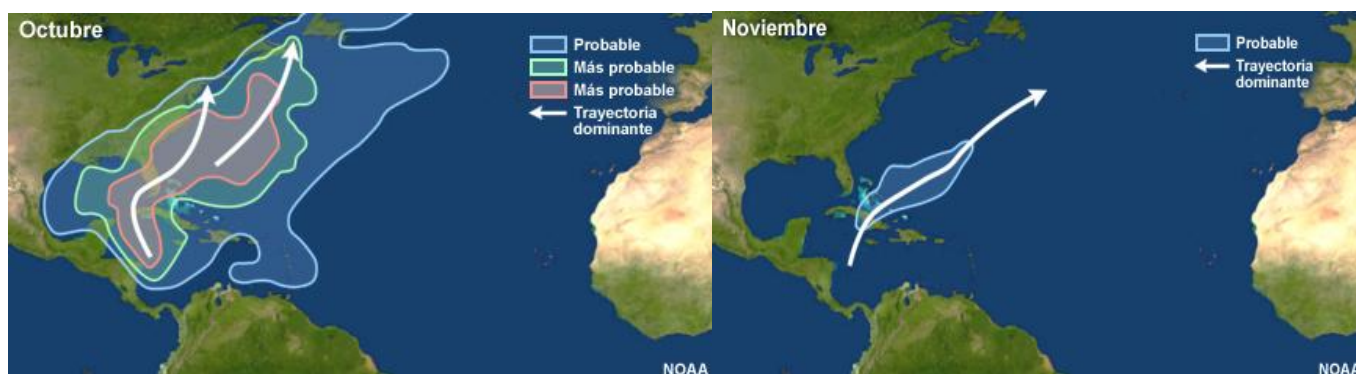 Octubre
Probable
Más probable
Más probable
Trayectoria
dominante
NOAA
Noviembre
Probable
Trayectoria
dominante
NOAA